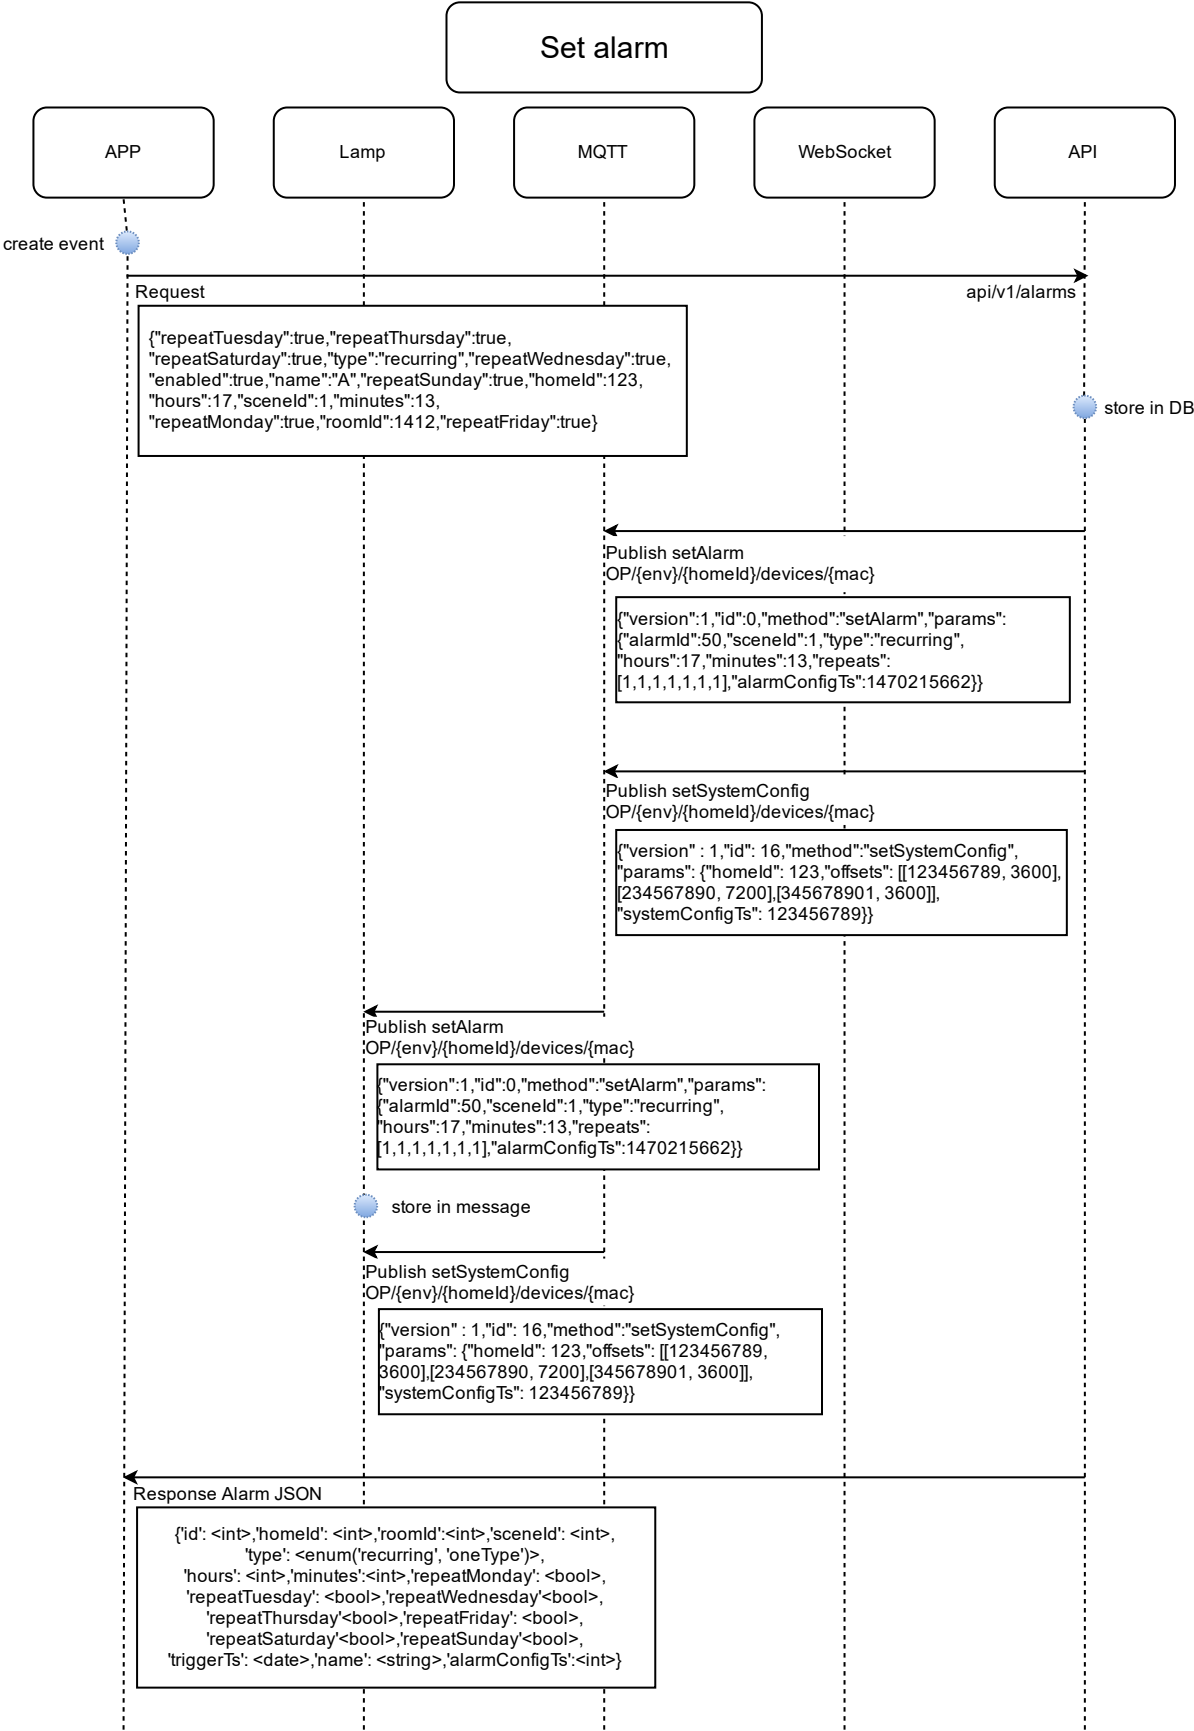 Set alarm
APP
Lamp
MQTT
WebSocket
API
create event
Request
api/v1/alarms
{"repeatTuesday":true,"repeatThursday":true,
"repeatSaturday":true,"type":"recurring","repeatWednesday":true,
"enabled":true,"name":"A","repeatSunday":true,"homeId":123,
"hours":17,"sceneId":1,"minutes":13,
"repeatMonday":true,"roomId":1412,"repeatFriday":true}
store in DB
Publish setAlarm
OP/{env}/{homeId}/devices/{mac}
{"version":1,"id":0,"method":"setAlarm","params":
{"alarmId":50,"sceneId":1,"type":"recurring",
"hours":17,"minutes":13,"repeats":
[1,1,1,1,1,1,1],"alarmConfigTs":1470215662}}
Publish setSystemConfig
OP/{env}/{homeId}/devices/{mac}
{"version" : 1,"id": 16,"method":"setSystemConfig",
"params": {"homeId": 123,"offsets": [[123456789, 3600],
[234567890, 7200],[345678901, 3600]],
"systemConfigTs": 123456789}}
Publish setAlarm
OP/{env}/{homeId}/devices/{mac}
{"version":1,"id":0,"method":"setAlarm","params":
{"alarmId":50,"sceneId":1,"type":"recurring",
"hours":17,"minutes":13,"repeats":
[1,1,1,1,1,1,1],"alarmConfigTs":1470215662}}
store in message
Publish setSystemConfig
OP/{env}/{homeId}/devices/{mac}
{"version" : 1,"id": 16,"method":"setSystemConfig",
"params": {"homeId": 123,"offsets": [[123456789,
3600],[234567890, 7200],[345678901, 3600]],
"systemConfigTs": 123456789}}
Response Alarm JSON
{'id': <int>,'homeId': <int>,'roomId':<int>,'sceneId': <int>,
'type': <enum('recurring', 'oneType')>,
'hours': <int>,'minutes':<int>,'repeatMonday': <bool>,
'repeatTuesday': <bool>,'repeatWednesday'<bool>,
'repeatThursday'<bool>,'repeatFriday': <bool>,
'repeatSaturday'<bool>,'repeatSunday'<bool>,
'triggerTs': <date>,'name': <string>,'alarmConfigTs':<int>}